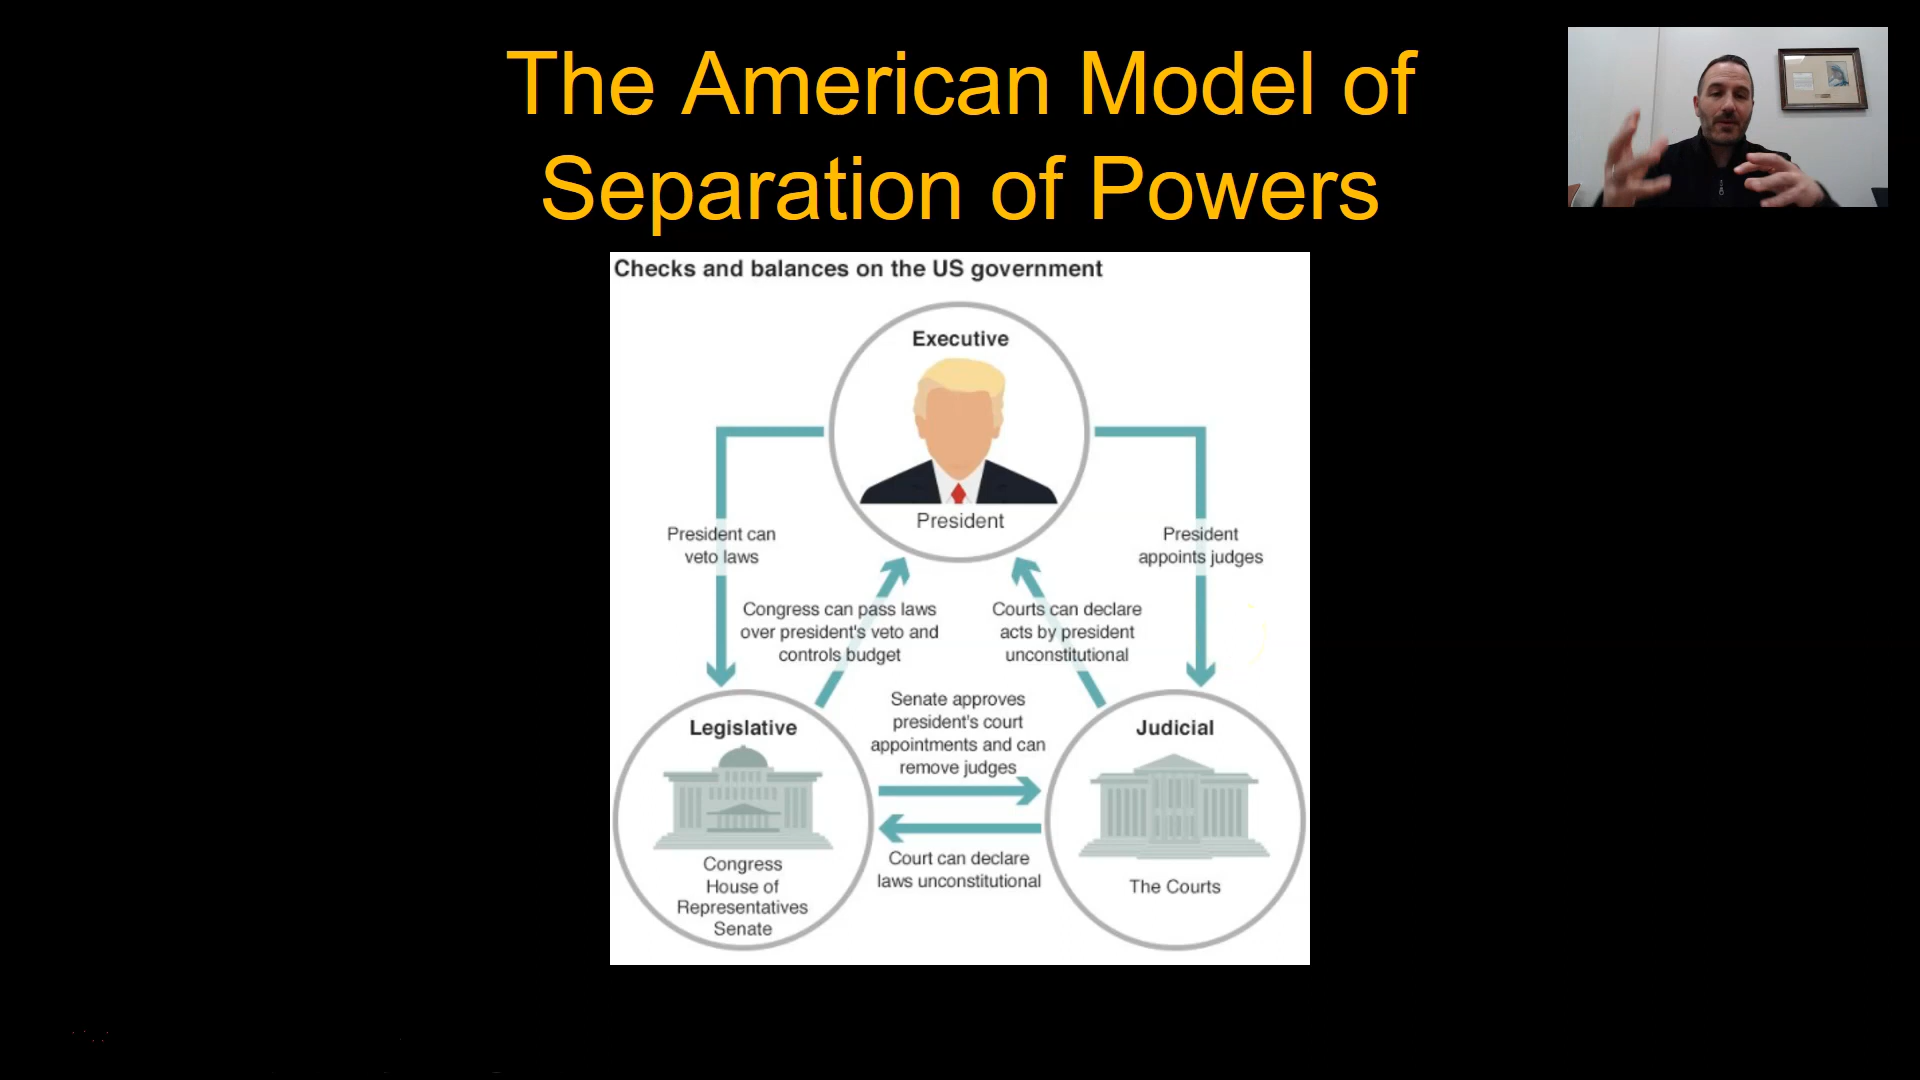 The American Model of
Separation of Powers
Checks and balances on the US government
Executive
President
President can
veto laws
President
appoints judges
Congress can pass laws
over president's veto and
controls budget
Courts can declare
acts by president
unconstitutional
Senate approves
president's court
appointments and can
remove judges
Legislative
Judicial
Court can declare
laws unconstitutional
Congress
House of
Representatives
Senate
The Courts